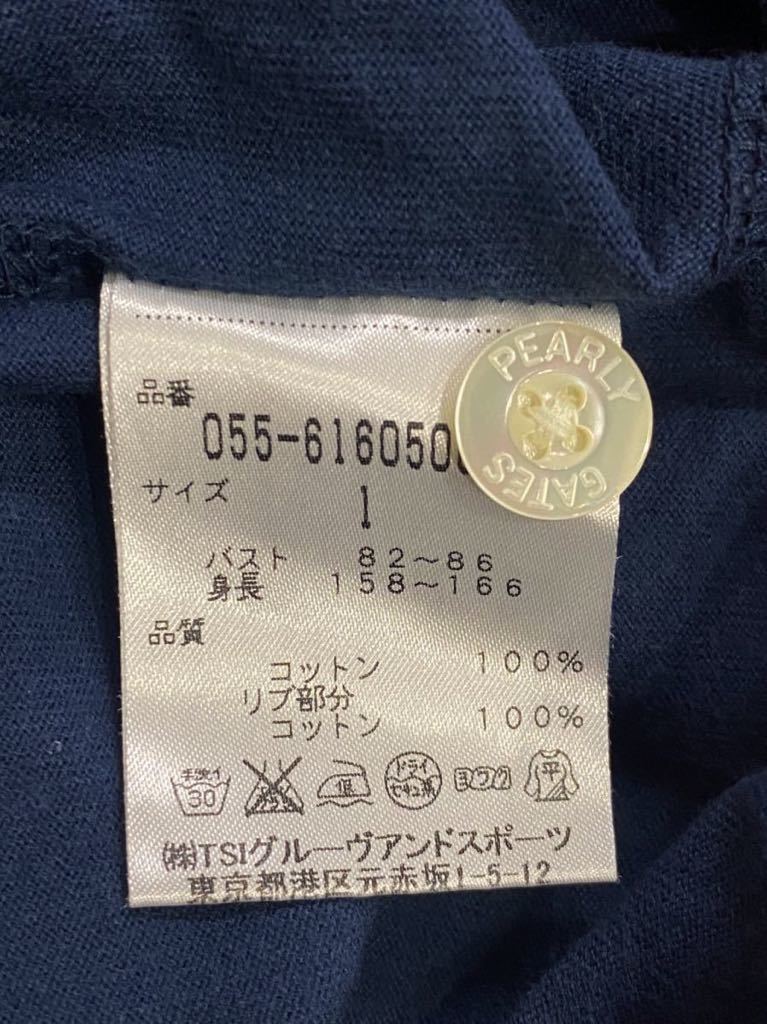 PEARLY GATES
品番
055-616050
サイズ
1
バスト 82〜86
身長 158〜166
品質
コットン 100%
リブ部分
コットン 100%
手洗イ 30
低
ドライ セキユ系
ヨワク
平
㈱TSIグルーヴアンドスポーツ
東京都港区元赤坂1-5-12